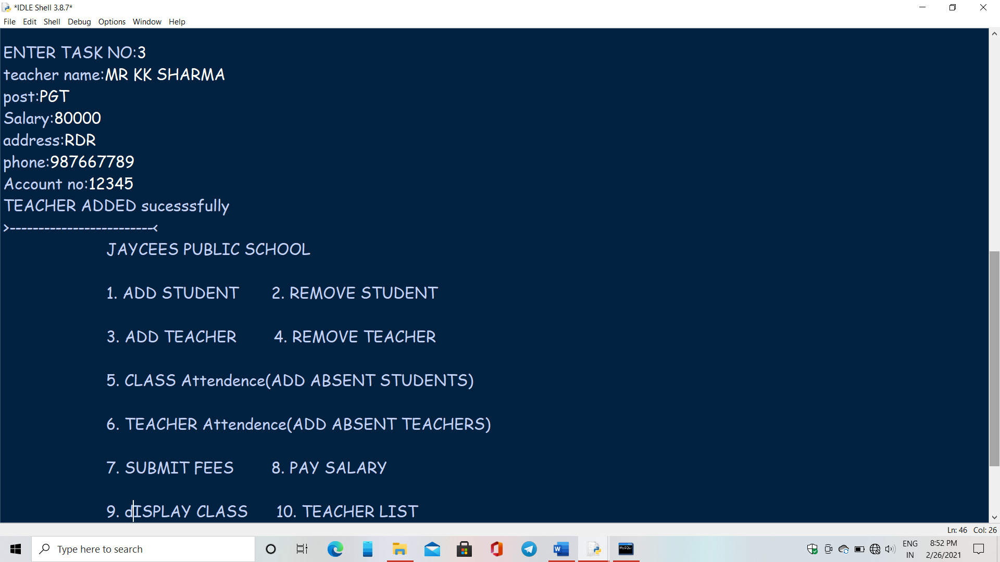 *IDLE Shell 3.8.7*
File Edit Shell Debug Options Window Help
ENTER TASK NO:3
teacher name:MR KK SHARMA
post:PGT
Salary:80000
address:RDR
phone:987667789
Account no:12345
TEACHER ADDED sucesssfully
>-------------------------<
JAYCEES PUBLIC SCHOOL
1. ADD STUDENT 2. REMOVE STUDENT
3. ADD TEACHER 4. REMOVE TEACHER
5. CLASS Attendence(ADD ABSENT STUDENTS)
6. TEACHER Attendence(ADD ABSENT TEACHERS)
7. SUBMIT FEES 8. PAY SALARY
9. dISPLAY CLASS 10. TEACHER LIST
Ln: 46 Col: 26
Type here to search
ENG
IN
8:52 PM
2/26/2021